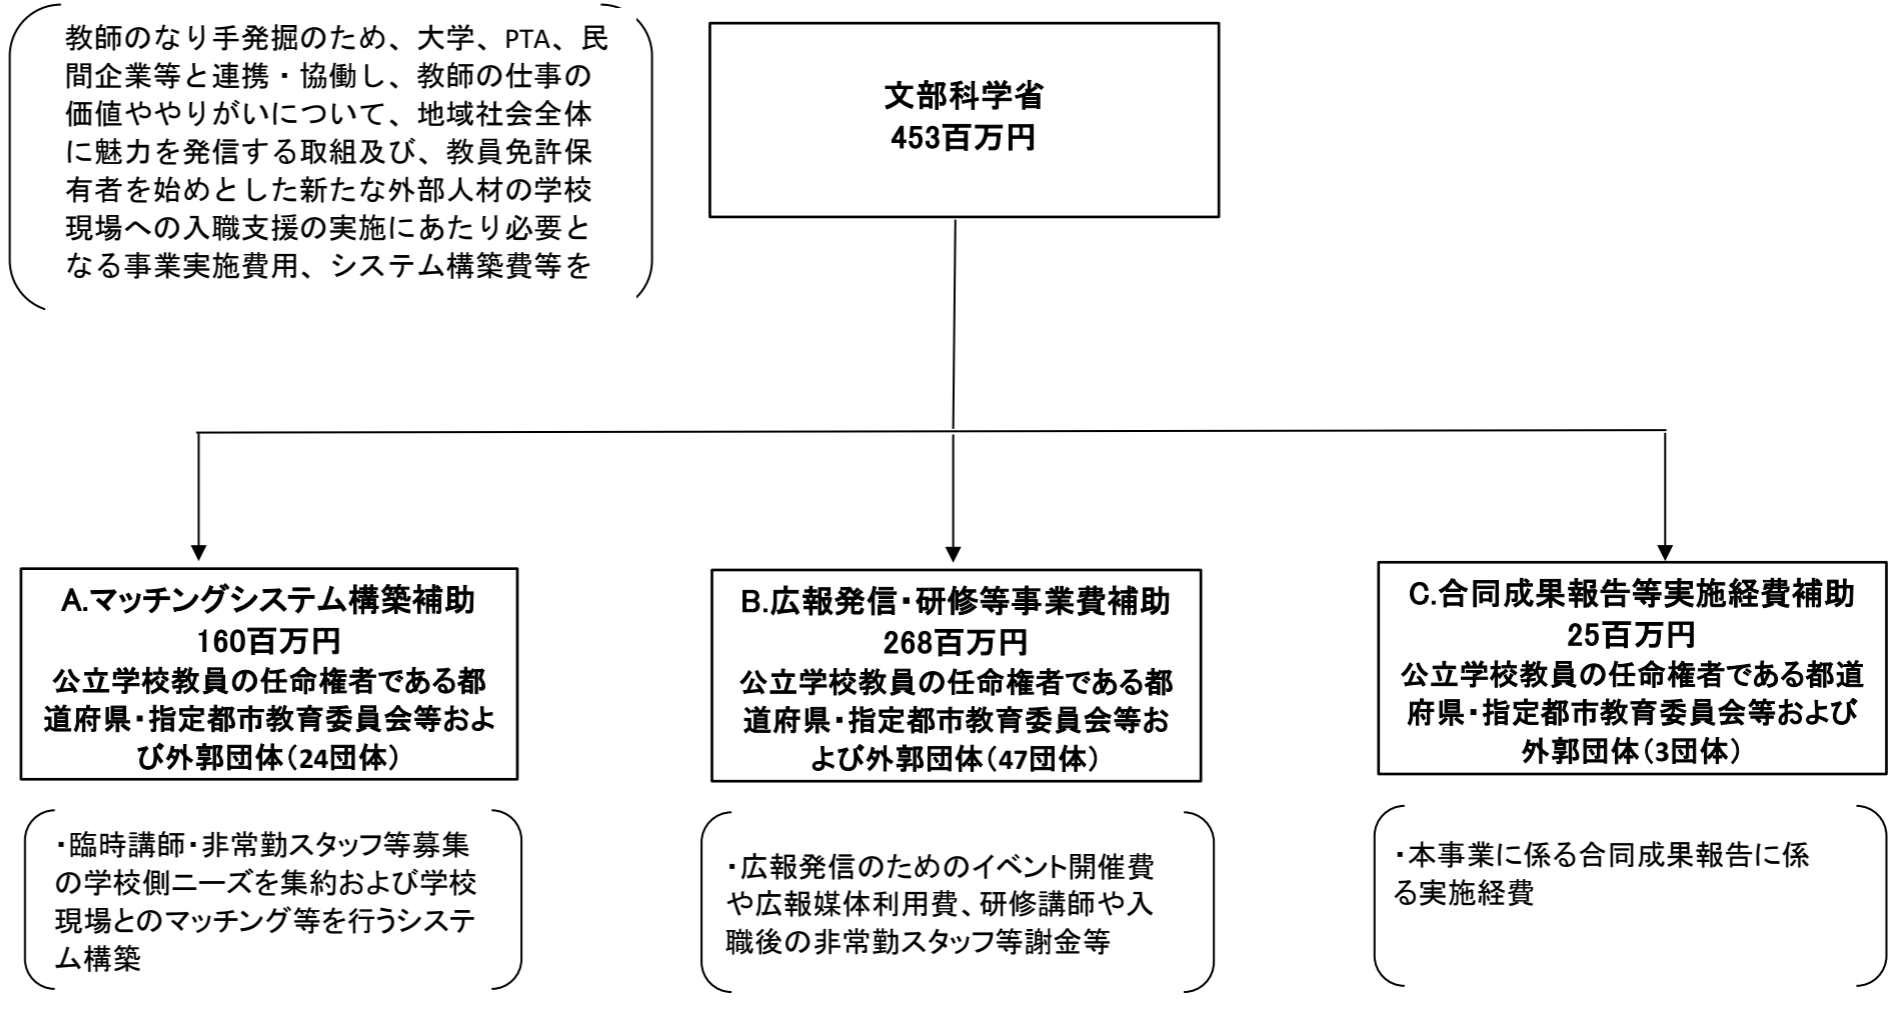 教師のなり手発掘のため、大学、PTA、民
間企業等と連携・協働し、教師の仕事の
価値ややりがいについて、地域社会全体
に魅力を発信する取組及び、教員免許保
有者を始めとした新たな外部人材の学校
現場への入職支援の実施にあたり必要と
なる事業実施費用、システム構築費等を
文部科学省
453百万円
A.マッチングシステム構築補助
160百万円
公立学校教員の任命権者である都
道府県・指定都市教育委員会等およ
び外郭団体（24団体）
・臨時講師・非常勤スタッフ等募集
の学校側ニーズを集約および学校
現場とのマッチング等を行うシステ
ム構築
B.広報発信・研修等事業費補助
268百万円
公立学校教員の任命権者である都
道府県・指定都市教育委員会等お
よび外郭団体（47団体）
・広報発信のためのイベント開催費
や広報媒体利用費、研修講師や入
職後の非常勤スタッフ等謝金等
C.合同成果報告等実施経費補助
25百万円
公立学校教員の任命権者である都道
府県・指定都市教育委員会等および
外郭団体（3団体）
・本事業に係る合同成果報告に係
る実施経費